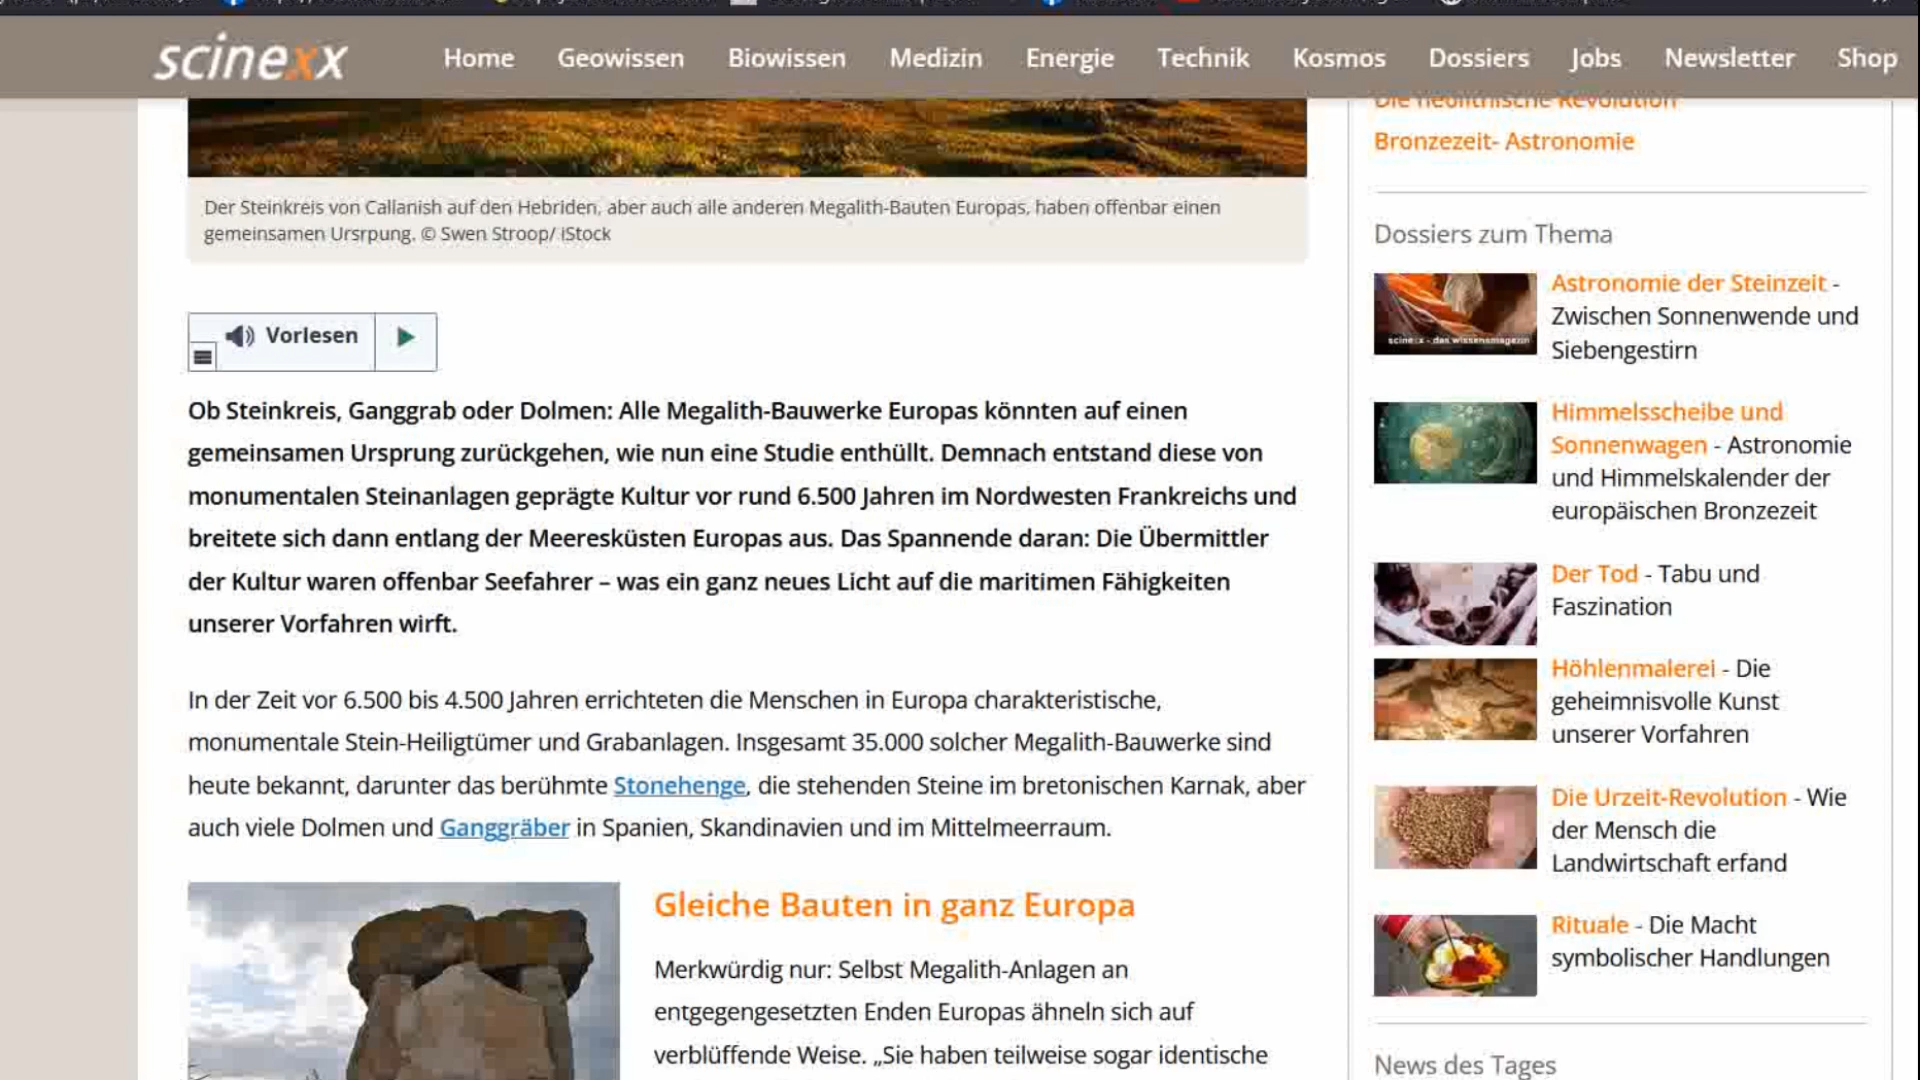 scinexx
Home Geowissen Biowissen Medizin Energie Technik Kosmos Dossiers Jobs Newsletter Shop
Der Steinkreis von Callanish auf den Hebriden, aber auch alle anderen Megalith-Bauten Europas, haben offenbar einen
gemeinsamen Ursrpung. © Swen Stroop/ iStock
Vorlesen
Ob Steinkreis, Ganggrab oder Dolmen: Alle Megalith-Bauwerke Europas könnten auf einen
gemeinsamen Ursprung zurückgehen, wie nun eine Studie enthüllt. Demnach entstand diese von
monumentalen Steinanlagen geprägte Kultur vor rund 6.500 Jahren im Nordwesten Frankreichs und
breitete sich dann entlang der Meeresküsten Europas aus. Das Spannende daran: Die Übermittler
der Kultur waren offenbar Seefahrer – was ein ganz neues Licht auf die maritimen Fähigkeiten
unserer Vorfahren wirft.
In der Zeit vor 6.500 bis 4.500 Jahren errichteten die Menschen in Europa charakteristische,
monumentale Stein-Heiligtümer und Grabanlagen. Insgesamt 35.000 solcher Megalith-Bauwerke sind
heute bekannt, darunter das berühmte Stonehenge, die stehenden Steine im bretonischen Karnak, aber
auch viele Dolmen und Ganggräber in Spanien, Skandinavien und im Mittelmeerraum.
Gleiche Bauten in ganz Europa
Merkwürdig nur: Selbst Megalith-Anlagen an
entgegengesetzten Enden Europas ähneln sich auf
verblüffende Weise. „Sie haben teilweise sogar identische
Die neolithische Revolution
Bronzezeit- Astronomie
Dossiers zum Thema
scinexx - das wissensmagazin
Astronomie der Steinzeit -
Zwischen Sonnenwende und
Siebengestirn
Himmelsscheibe und
Sonnenwagen - Astronomie
und Himmelskalender der
europäischen Bronzezeit
Der Tod - Tabu und
Faszination
Höhlenmalerei - Die
geheimnisvolle Kunst
unserer Vorfahren
Die Urzeit-Revolution - Wie
der Mensch die
Landwirtschaft erfand
Rituale - Die Macht
symbolischer Handlungen
News des Tages